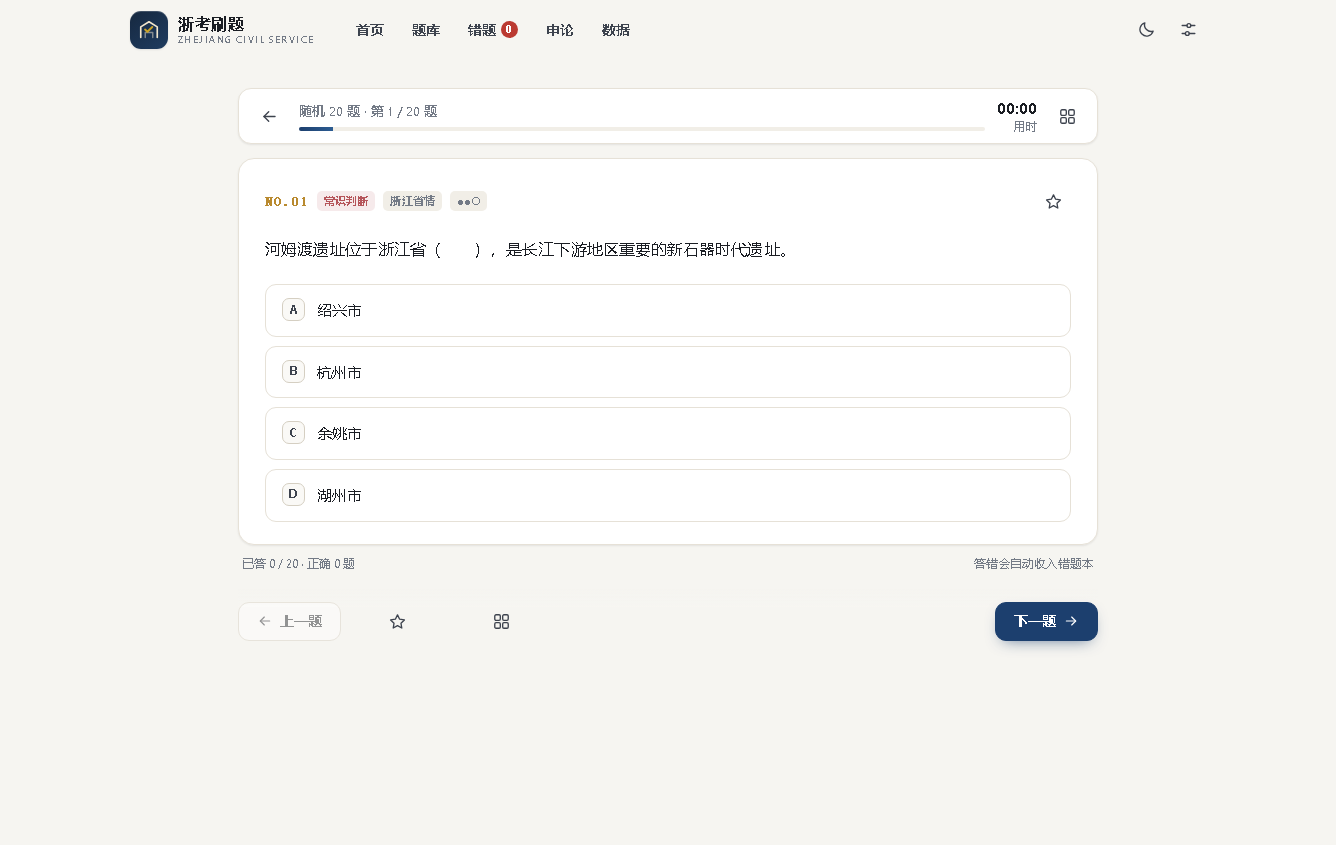 浙考刷题
ZHEJIANG CIVIL SERVICE
首页 题库 错题 0 申论 数据
随机 20 题 · 第 1 / 20 题
00:00
用时
NO.01 常识判断 浙江省情 ●●○
河姆渡遗址位于浙江省（　　），是长江下游地区重要的新石器时代遗址。
A 绍兴市
B 杭州市
C 余姚市
D 湖州市
已答 0 / 20 · 正确 0 题 答错会自动收入错题本
← 上一题 下一题 →